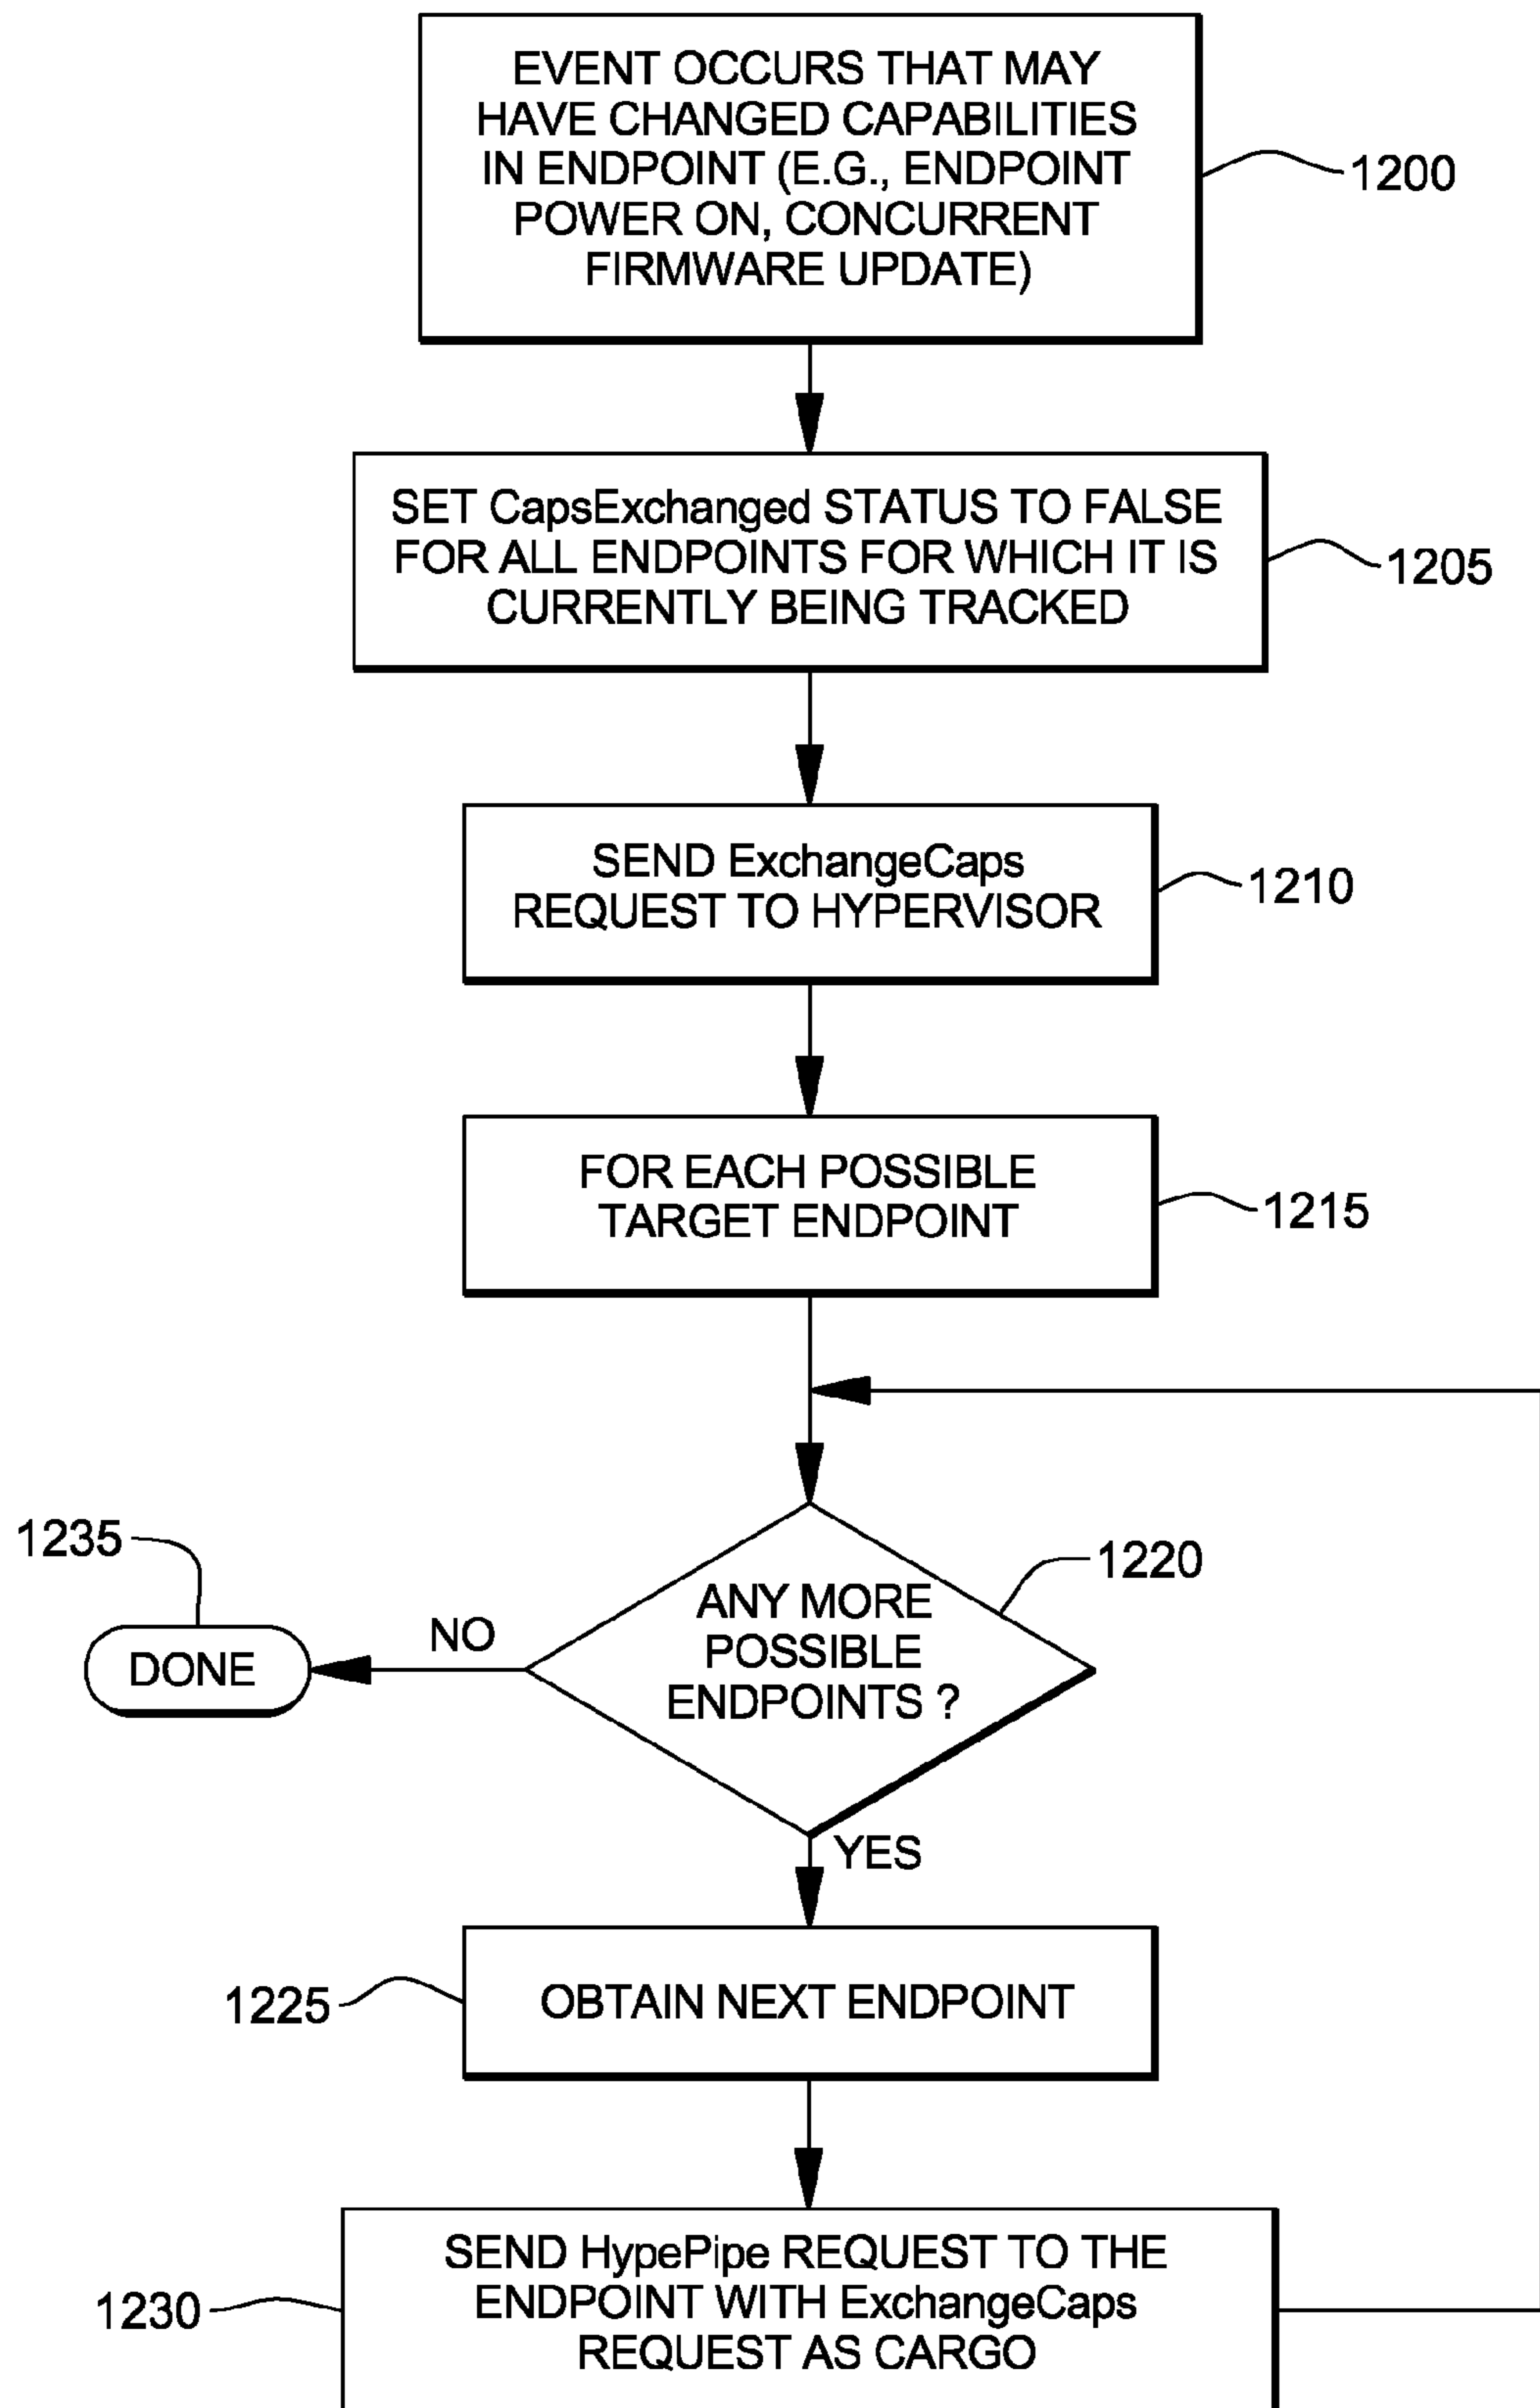 EVENT OCCURS THAT MAY
HAVE CHANGED CAPABILITIES
IN ENDPOINT (E.G., ENDPOINT
POWER ON, CONCURRENT
FIRMWARE UPDATE)
1200
SET CapsExchanged STATUS TO FALSE
FOR ALL ENDPOINTS FOR WHICH IT IS
CURRENTLY BEING TRACKED
1205
SEND ExchangeCaps
REQUEST TO HYPERVISOR
1210
FOR EACH POSSIBLE
TARGET ENDPOINT
1215
1235
DONE
NO
ANY MORE
POSSIBLE
ENDPOINTS ?
1220
YES
1225
OBTAIN NEXT ENDPOINT
1230
SEND HypePipe REQUEST TO THE
ENDPOINT WITH ExchangeCaps
REQUEST AS CARGO